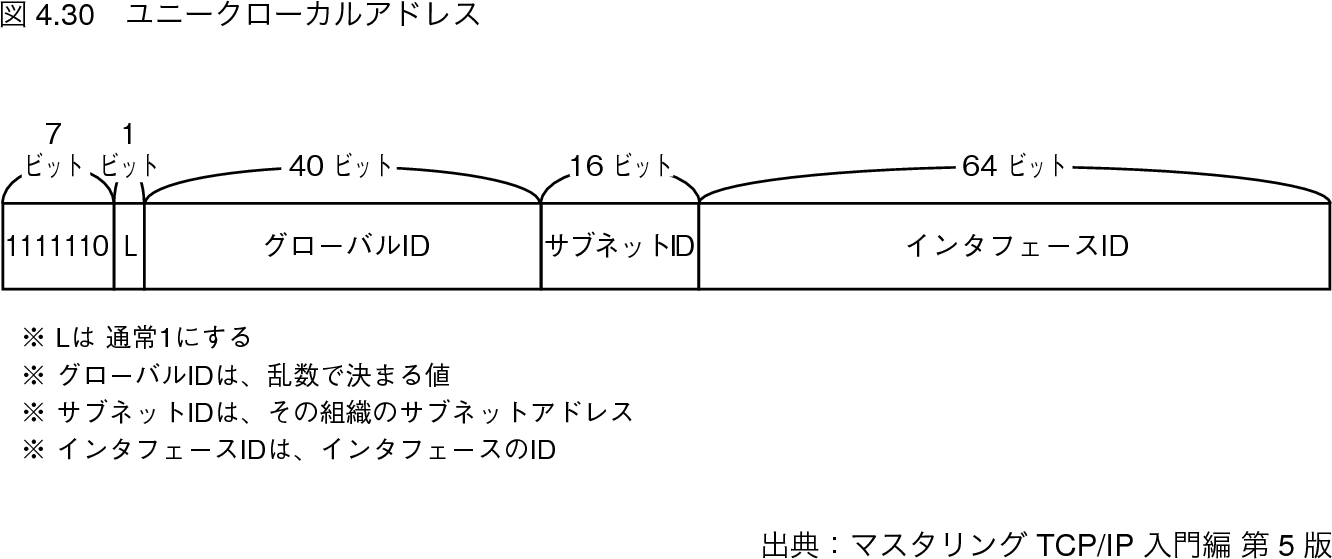 図 4.30　ユニークローカルアドレス
7
ビット
1
ビット
40 ビット
16 ビット
64 ビット
1111110
L
グローバルID
サブネットID
インタフェースID
※ Lは 通常1にする
※ グローバルIDは、乱数で決まる値
※ サブネットIDは、その組織のサブネットアドレス
※ インタフェースIDは、インタフェースのID
出典：マスタリング TCP/IP 入門編 第 5 版